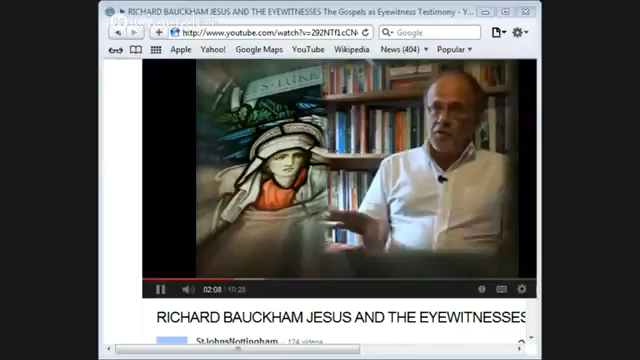 RICHARD BAUCKHAM JESUS AND THE EYEWITNESSES The Gospels as Eyewitness Testimony - Y...
http://www.youtube.com/watch?v=292NTf1cCN
Google
Apple Yahoo! Google Maps YouTube Wikipedia News (404) Popular
S·LUKE
02:08 / 10:28
RICHARD BAUCKHAM JESUS AND THE EYEWITNESSES
StJohnsNottingham 124 videos